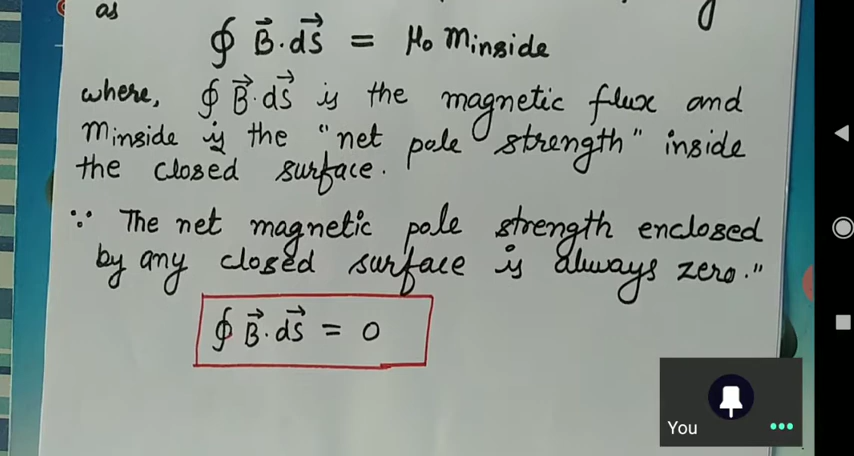 as
∮ B⃗·dS⃗ = μ₀ minside
where, ∮ B⃗·dS⃗ is the magnetic flux and
minside is the "net pole strength" inside
the closed surface.
∵ The net magnetic pole strength enclosed
by any closed surface is always zero."
∮ B⃗·dS⃗ = 0
You